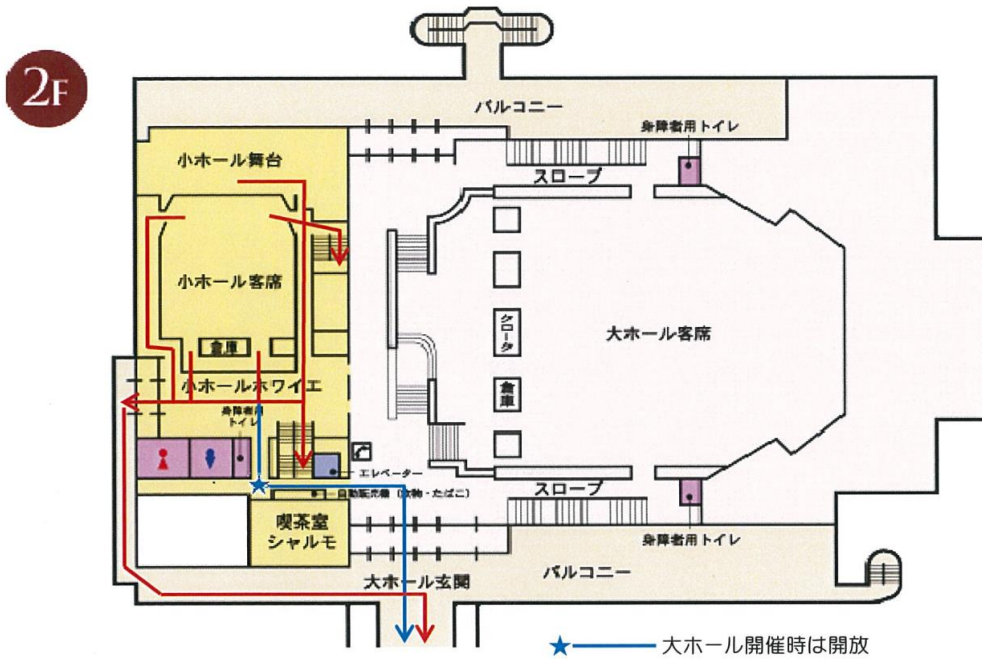 2F
バルコニー
身障者用トイレ
小ホール舞台
スロープ
小ホール客席
クローク
大ホール客席
倉庫
倉庫
小ホールホワイエ
身障者用
トイレ
エレベーター
自動販売機(飲物・たばこ)
スロープ
喫茶室
シャルモ
身障者用トイレ
大ホール玄関
バルコニー
★ 大ホール開催時は開放